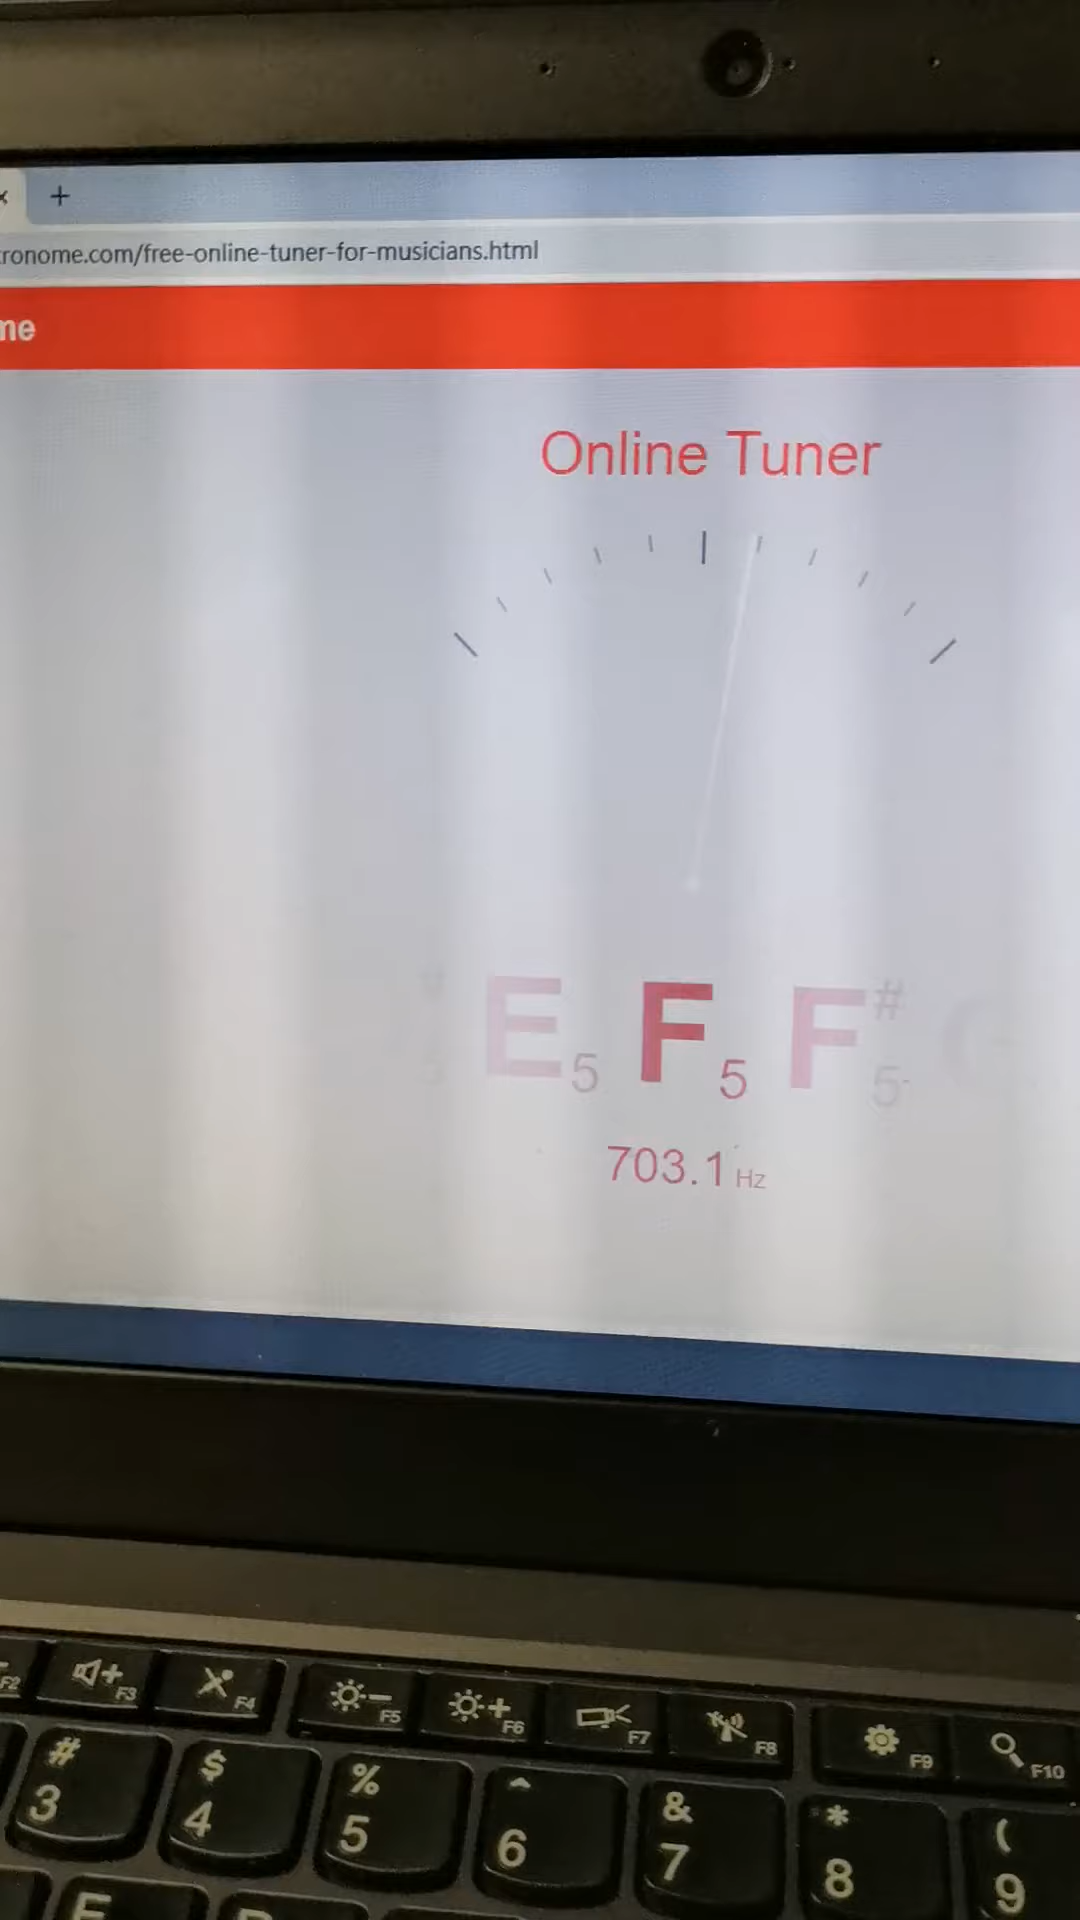 × +
ronome.com/free-online-tuner-for-musicians.html
me
Online Tuner
E5 F5 F#5 G
703.1 Hz
F2 F3 F4 F5 F6 F7 F8 F9 F10
# $ % ^ & * (
3 4 5 6 7 8 9
E